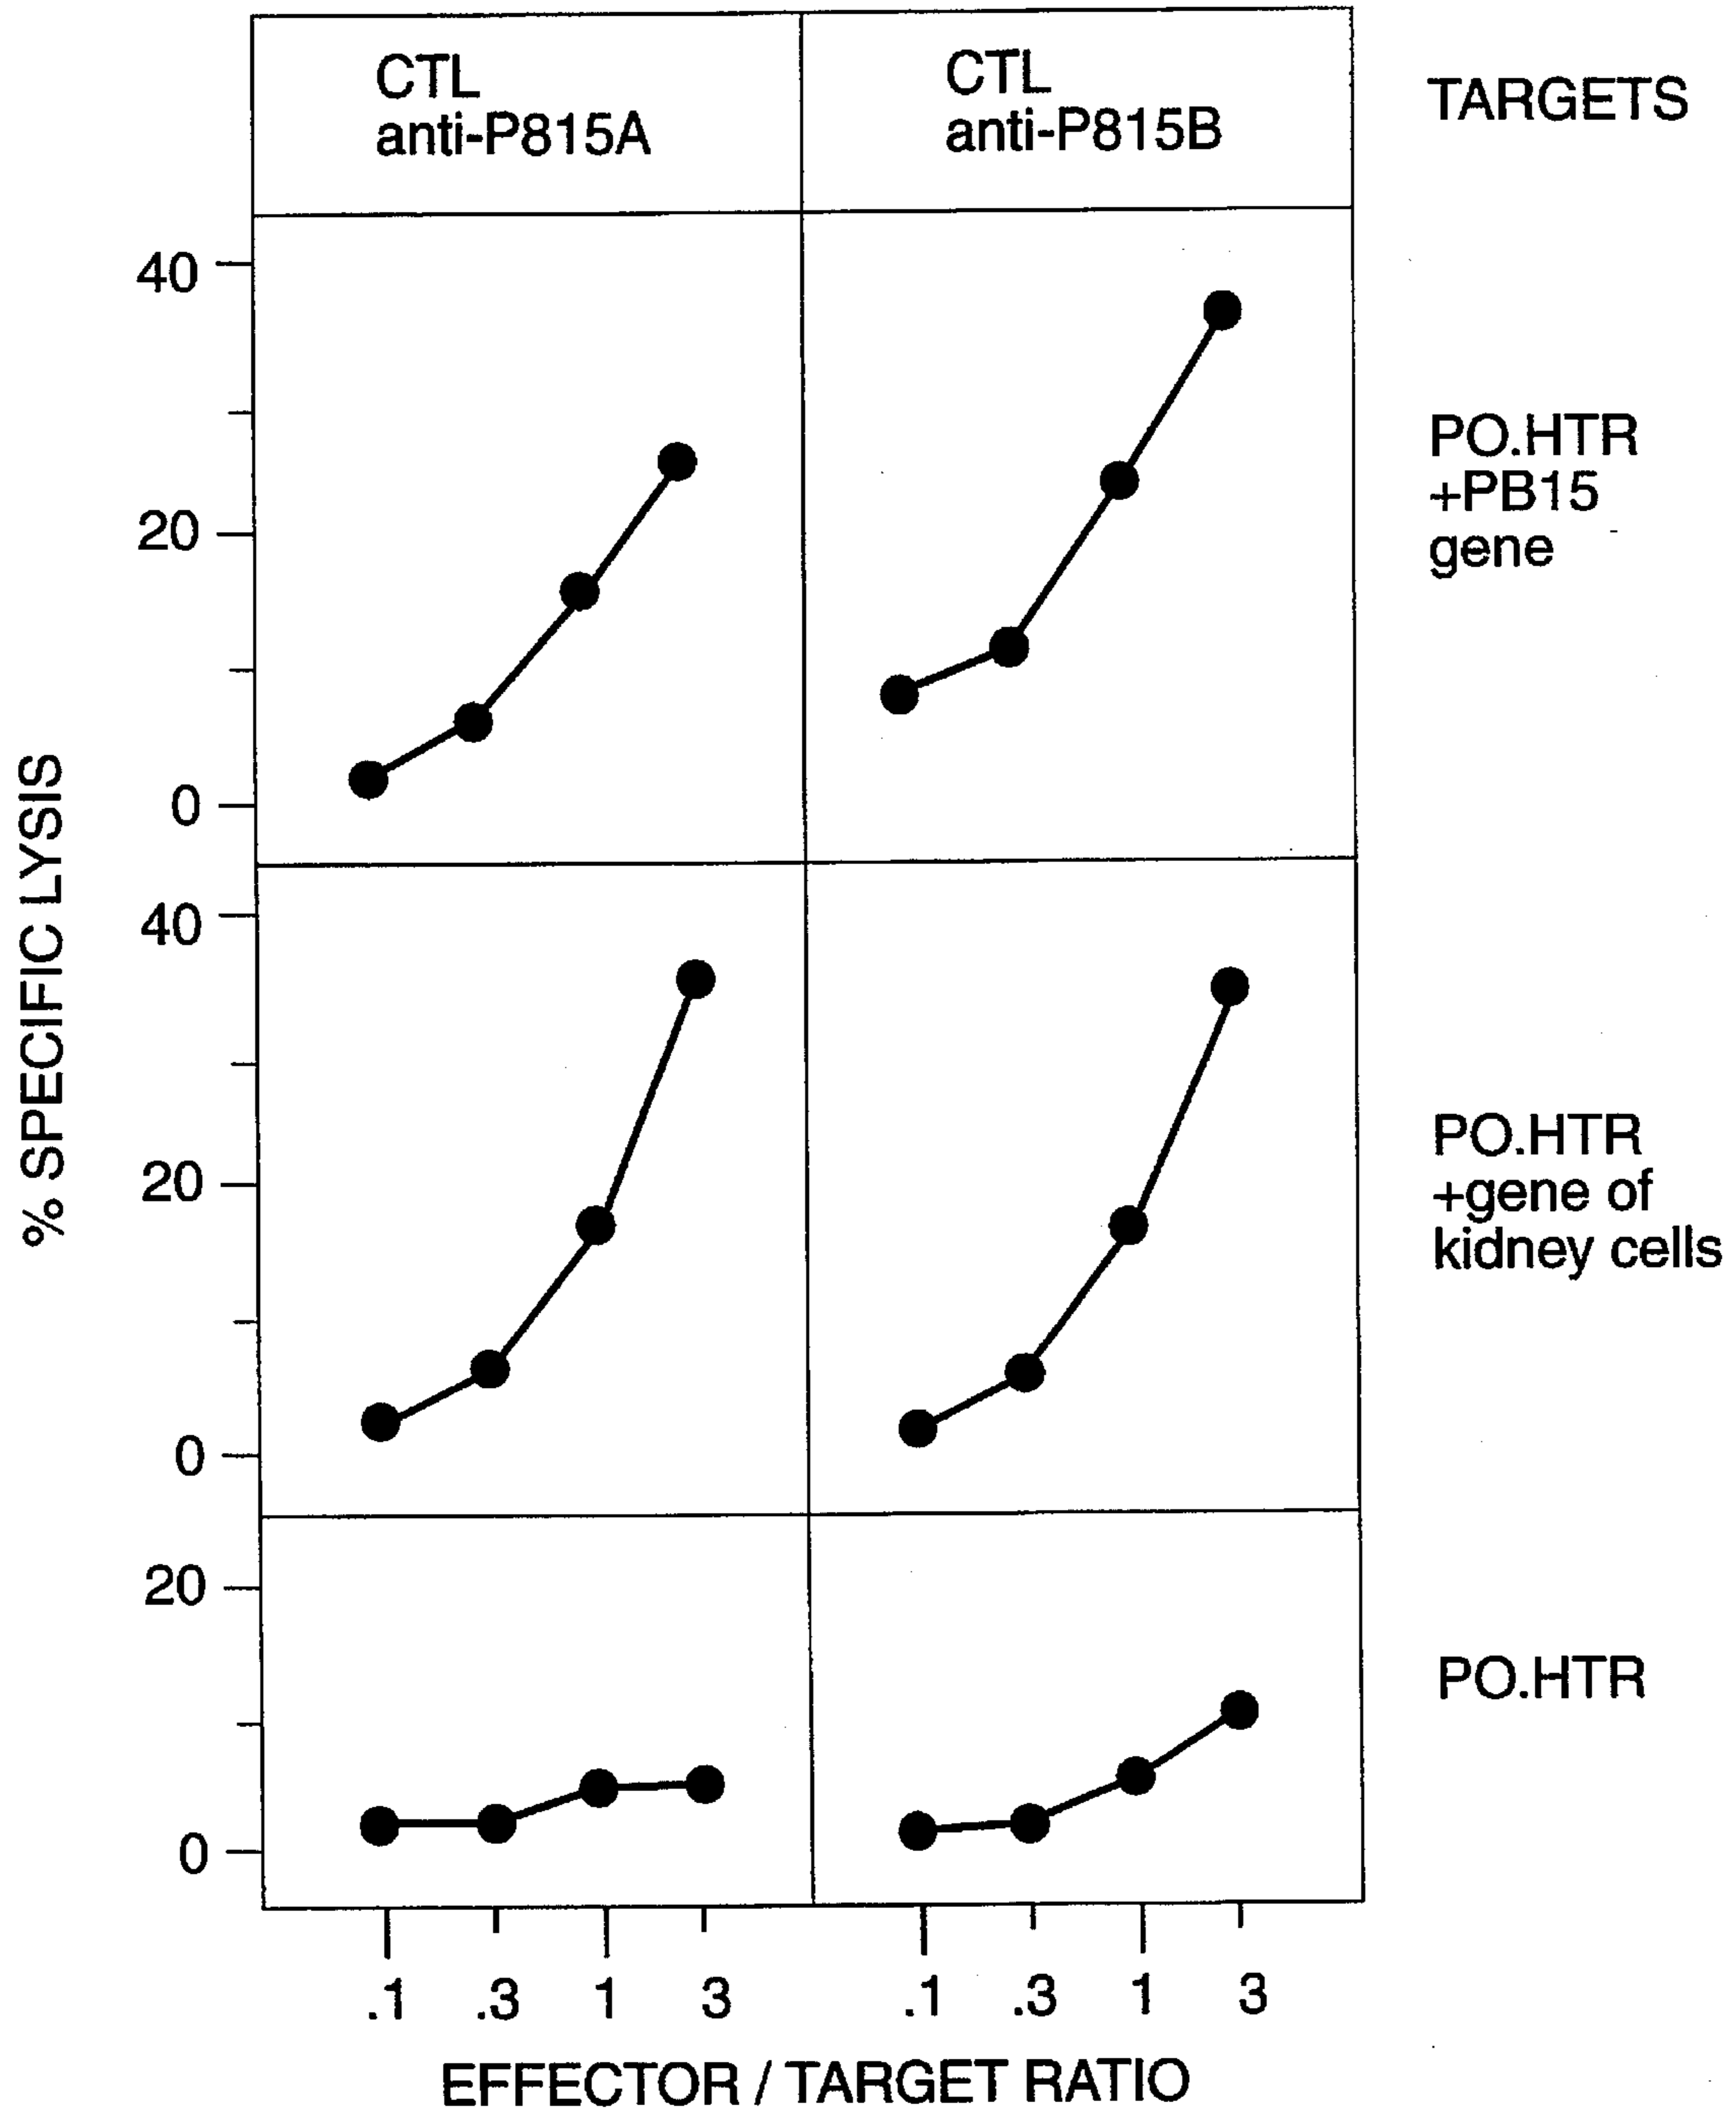 CTL
anti-P815A
CTL
anti-P815B
TARGETS
40
20
0
PO.HTR
+PB15
gene
% SPECIFIC LYSIS
40
20
0
PO.HTR
+gene of
kidney cells
20
0
PO.HTR
.1 .3 1 3 .1 .3 1 3
EFFECTOR / TARGET RATIO